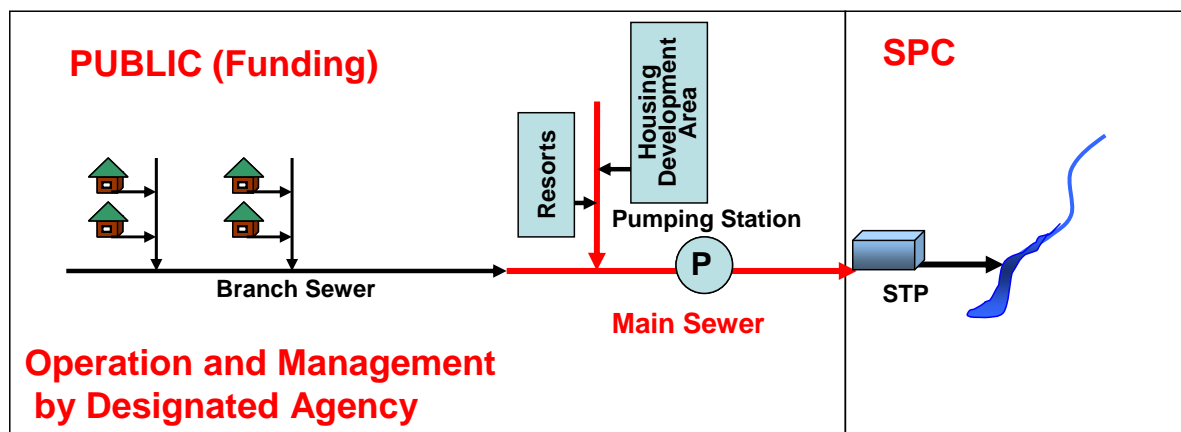 PUBLIC (Funding)
SPC
Resorts
Housing
Development
Area
Pumping Station
P
Branch Sewer
Main Sewer
STP
Operation and Management
by Designated Agency